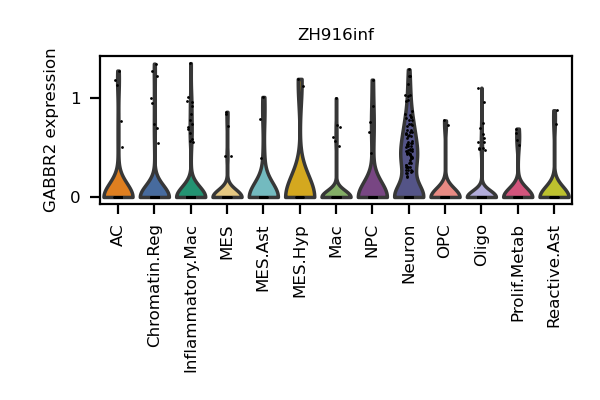 ZH916inf
GABBR2 expression
1
0
AC
Chromatin.Reg
Inflammatory.Mac
MES
MES.Ast
MES.Hyp
Mac
NPC
Neuron
OPC
Oligo
Prolif.Metab
Reactive.Ast